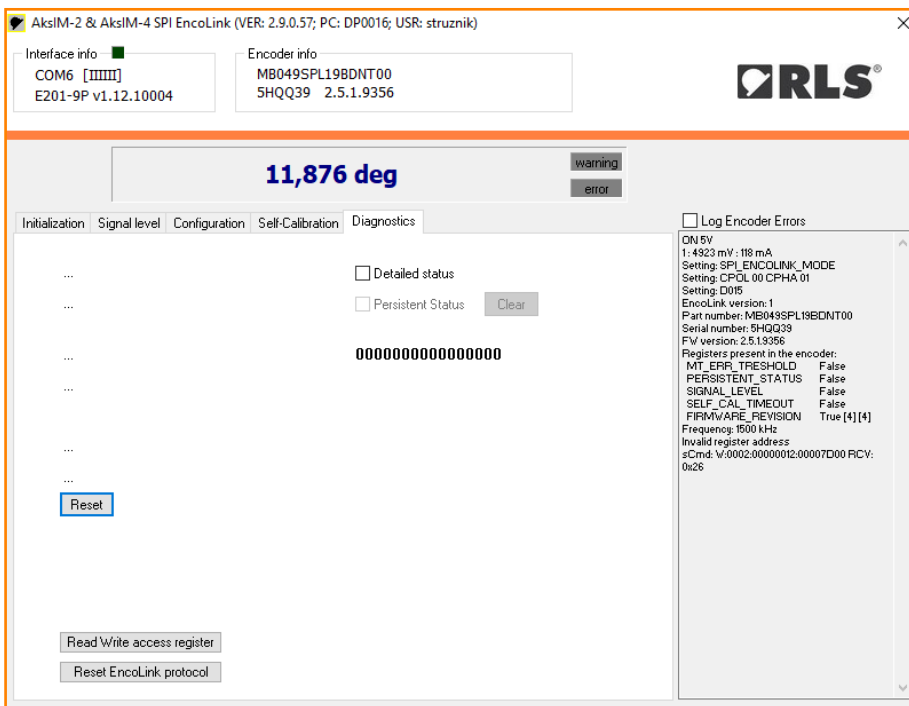 AksIM-2 & AksIM-4 SPI EncoLink (VER: 2.9.0.57; PC: DP0016; USR: struznik)
Interface info
COM6 [IIIIII]
E201-9P v1.12.10004
Encoder info
MB049SPL19BDNT00
5HQQ39 2.5.1.9356
RLS®
11,876 deg
warning
error
Initialization Signal level Configuration Self-Calibration Diagnostics
...
Detailed status
...
Persistent Status Clear
...
0000000000000000
...
...
...
Reset
Read Write access register
Reset EncoLink protocol
Log Encoder Errors
ON 5V
1: 4923 mV : 118 mA
Setting: SPI_ENCOLINK_MODE
Setting: CPOL 00 CPHA 01
Setting: D015
EncoLink version: 1
Part number: MB049SPL19BDNT00
Serial number: 5HQQ39
FW version: 2.5.1.9356
Registers present in the encoder:
MT_ERR_TRESHOLD False
PERSISTENT_STATUS False
SIGNAL_LEVEL False
SELF_CAL_TIMEOUT False
FIRMWARE_REVISION True [4] [4]
Frequency: 1500 kHz
Invalid register address
sCmd: W:0002:00000012:00007D00 RCV:
0x26